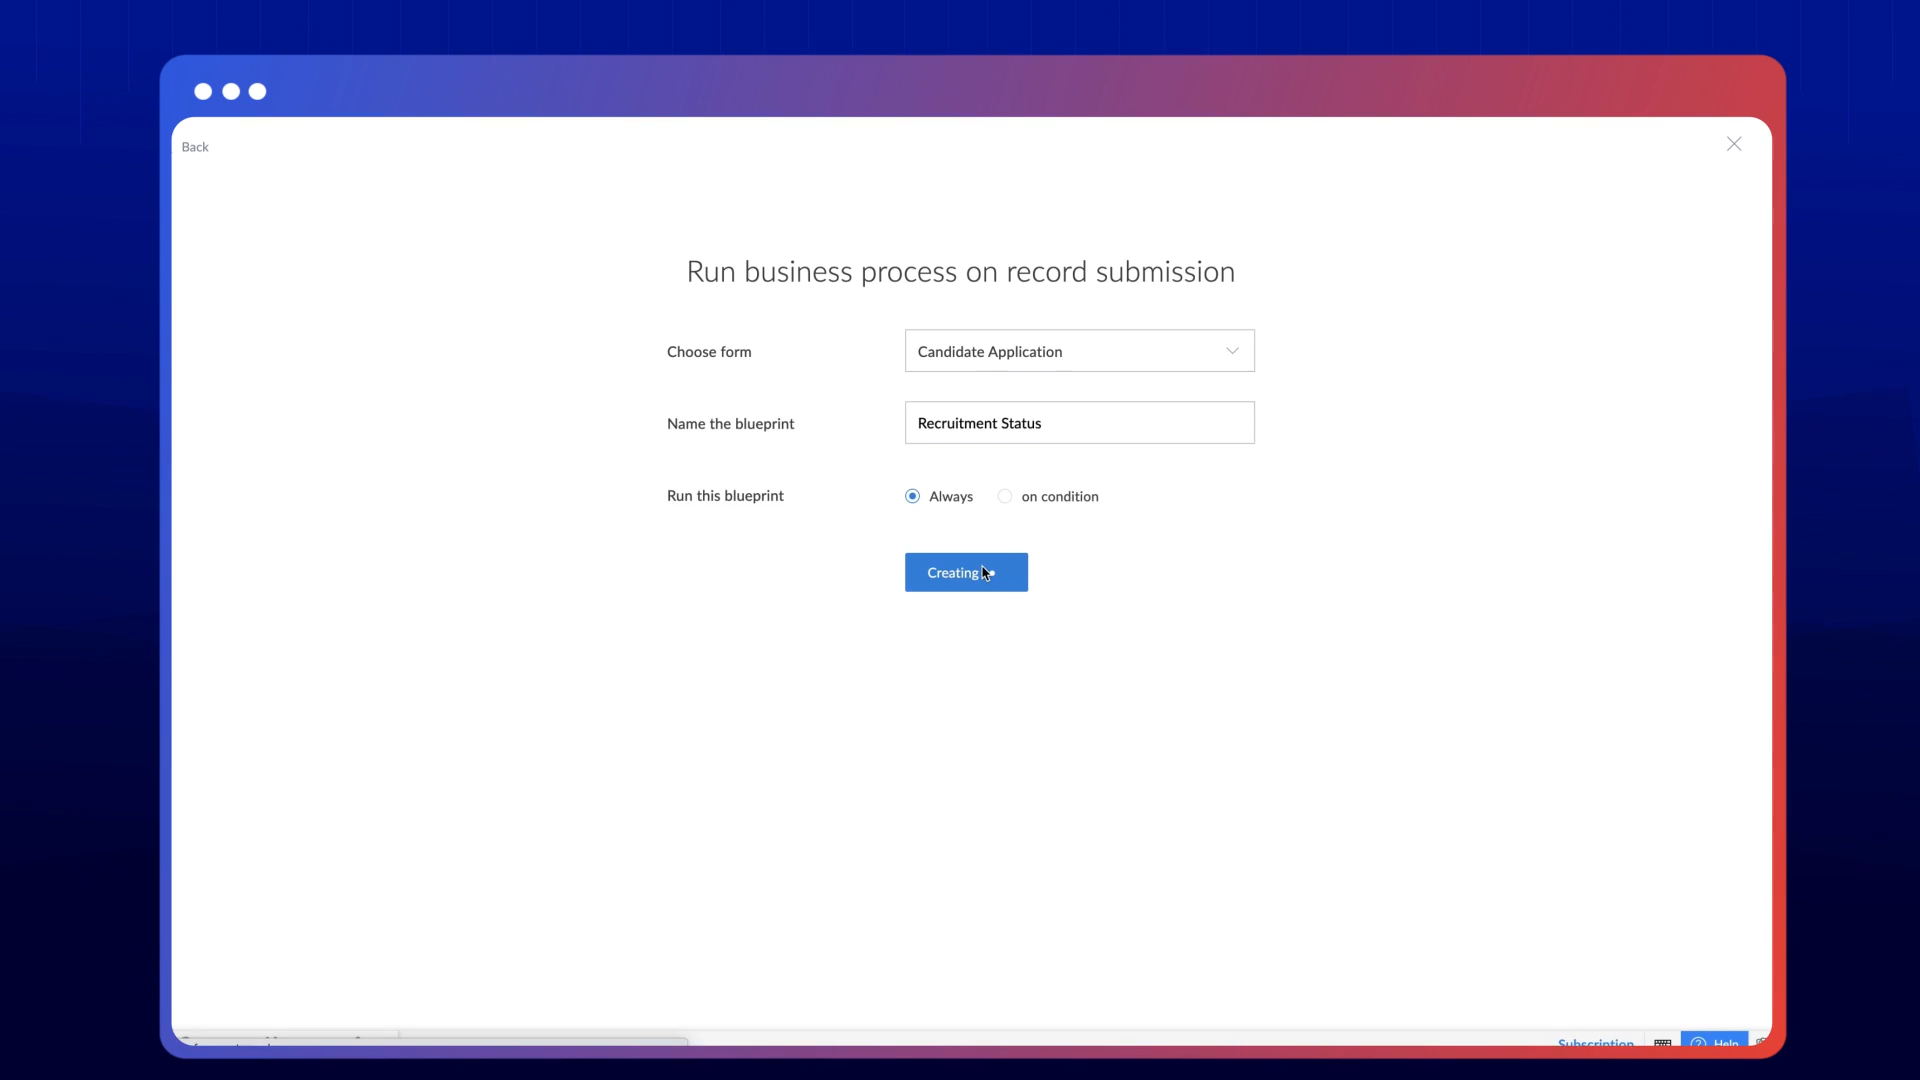 Back
Run business process on record submission
Choose form
Candidate Application
Name the blueprint
Recruitment Status
Run this blueprint
Always
on condition
Creating
Subscription
Help